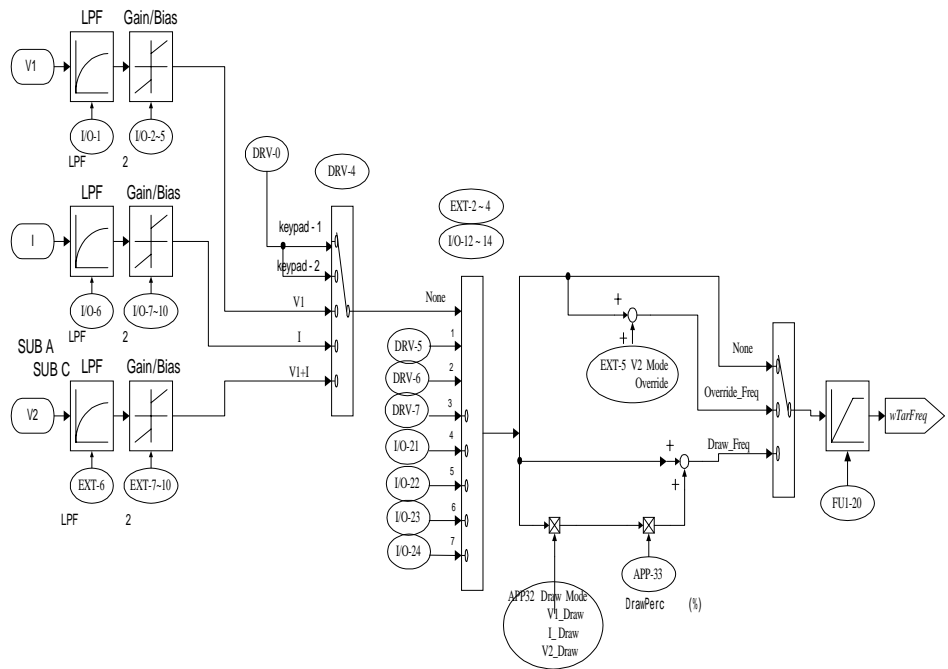 LPF Gain/Bias
V1
I/O-1 I/O-2~5
LPF 2
DRV-0
DRV-4
LPF Gain/Bias
EXT-2 ~ 4
I/O-12 ~ 14
I
keypad - 1
keypad - 2
I/O-6 I/O-7~10
LPF 2
V1
None
I
V1+I
SUB A
SUB C
LPF Gain/Bias
V2
EXT-6 EXT-7~10
LPF 2
DRV-5 1
DRV-6 2
DRV-7 3
I/O-21 4
I/O-22 5
I/O-23 6
I/O-24 7
+
+
EXT-5 V2 Mode
Override
None
Override_Freq
Draw_Freq
+
+
wTarFreq
FU1-20
APP32 Draw Mode
V1_Draw
I_ Draw
V2_Draw
APP-33
DrawPerc (%)